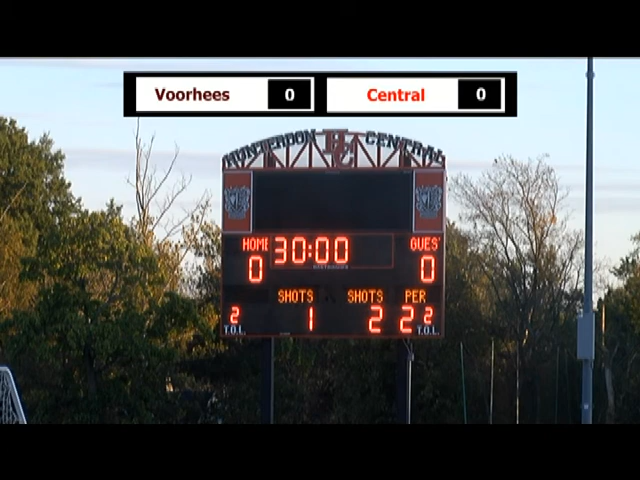 Voorhees 0 Central 0
HUNTERDON HC CENTRAL
HOME 30:00 GUEST
0 0
SHOTS SHOTS PER
2 1 2 2 2
T.O.L. T.O.L.